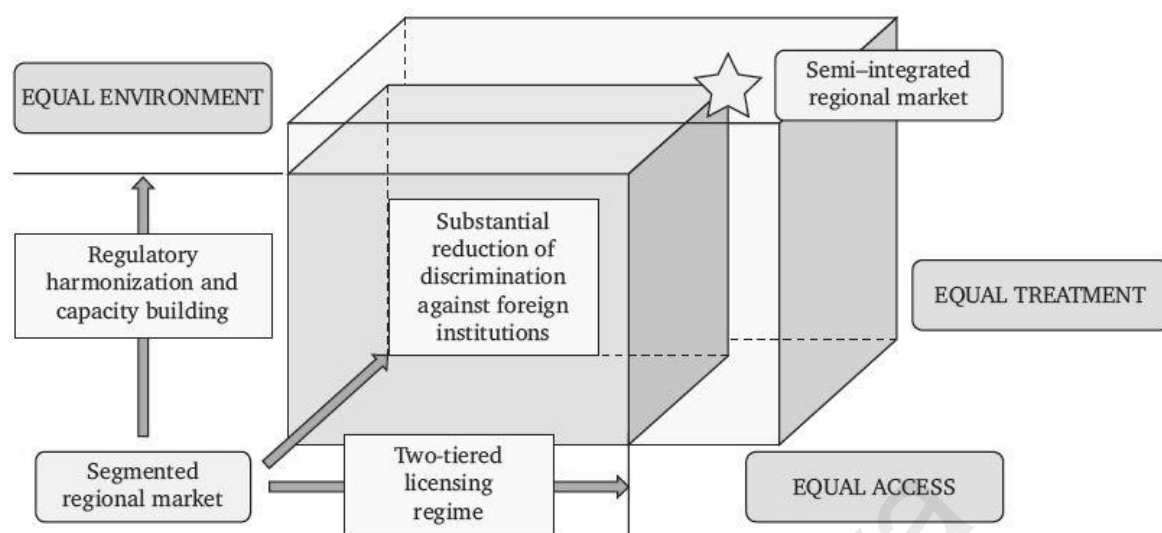 Semi–integrated
regional market
EQUAL ENVIRONMENT
Substantial
reduction of
discrimination
against foreign
institutions
Regulatory
harmonization and
capacity building
EQUAL TREATMENT
Segmented
regional market
Two-tiered
licensing
regime
EQUAL ACCESS